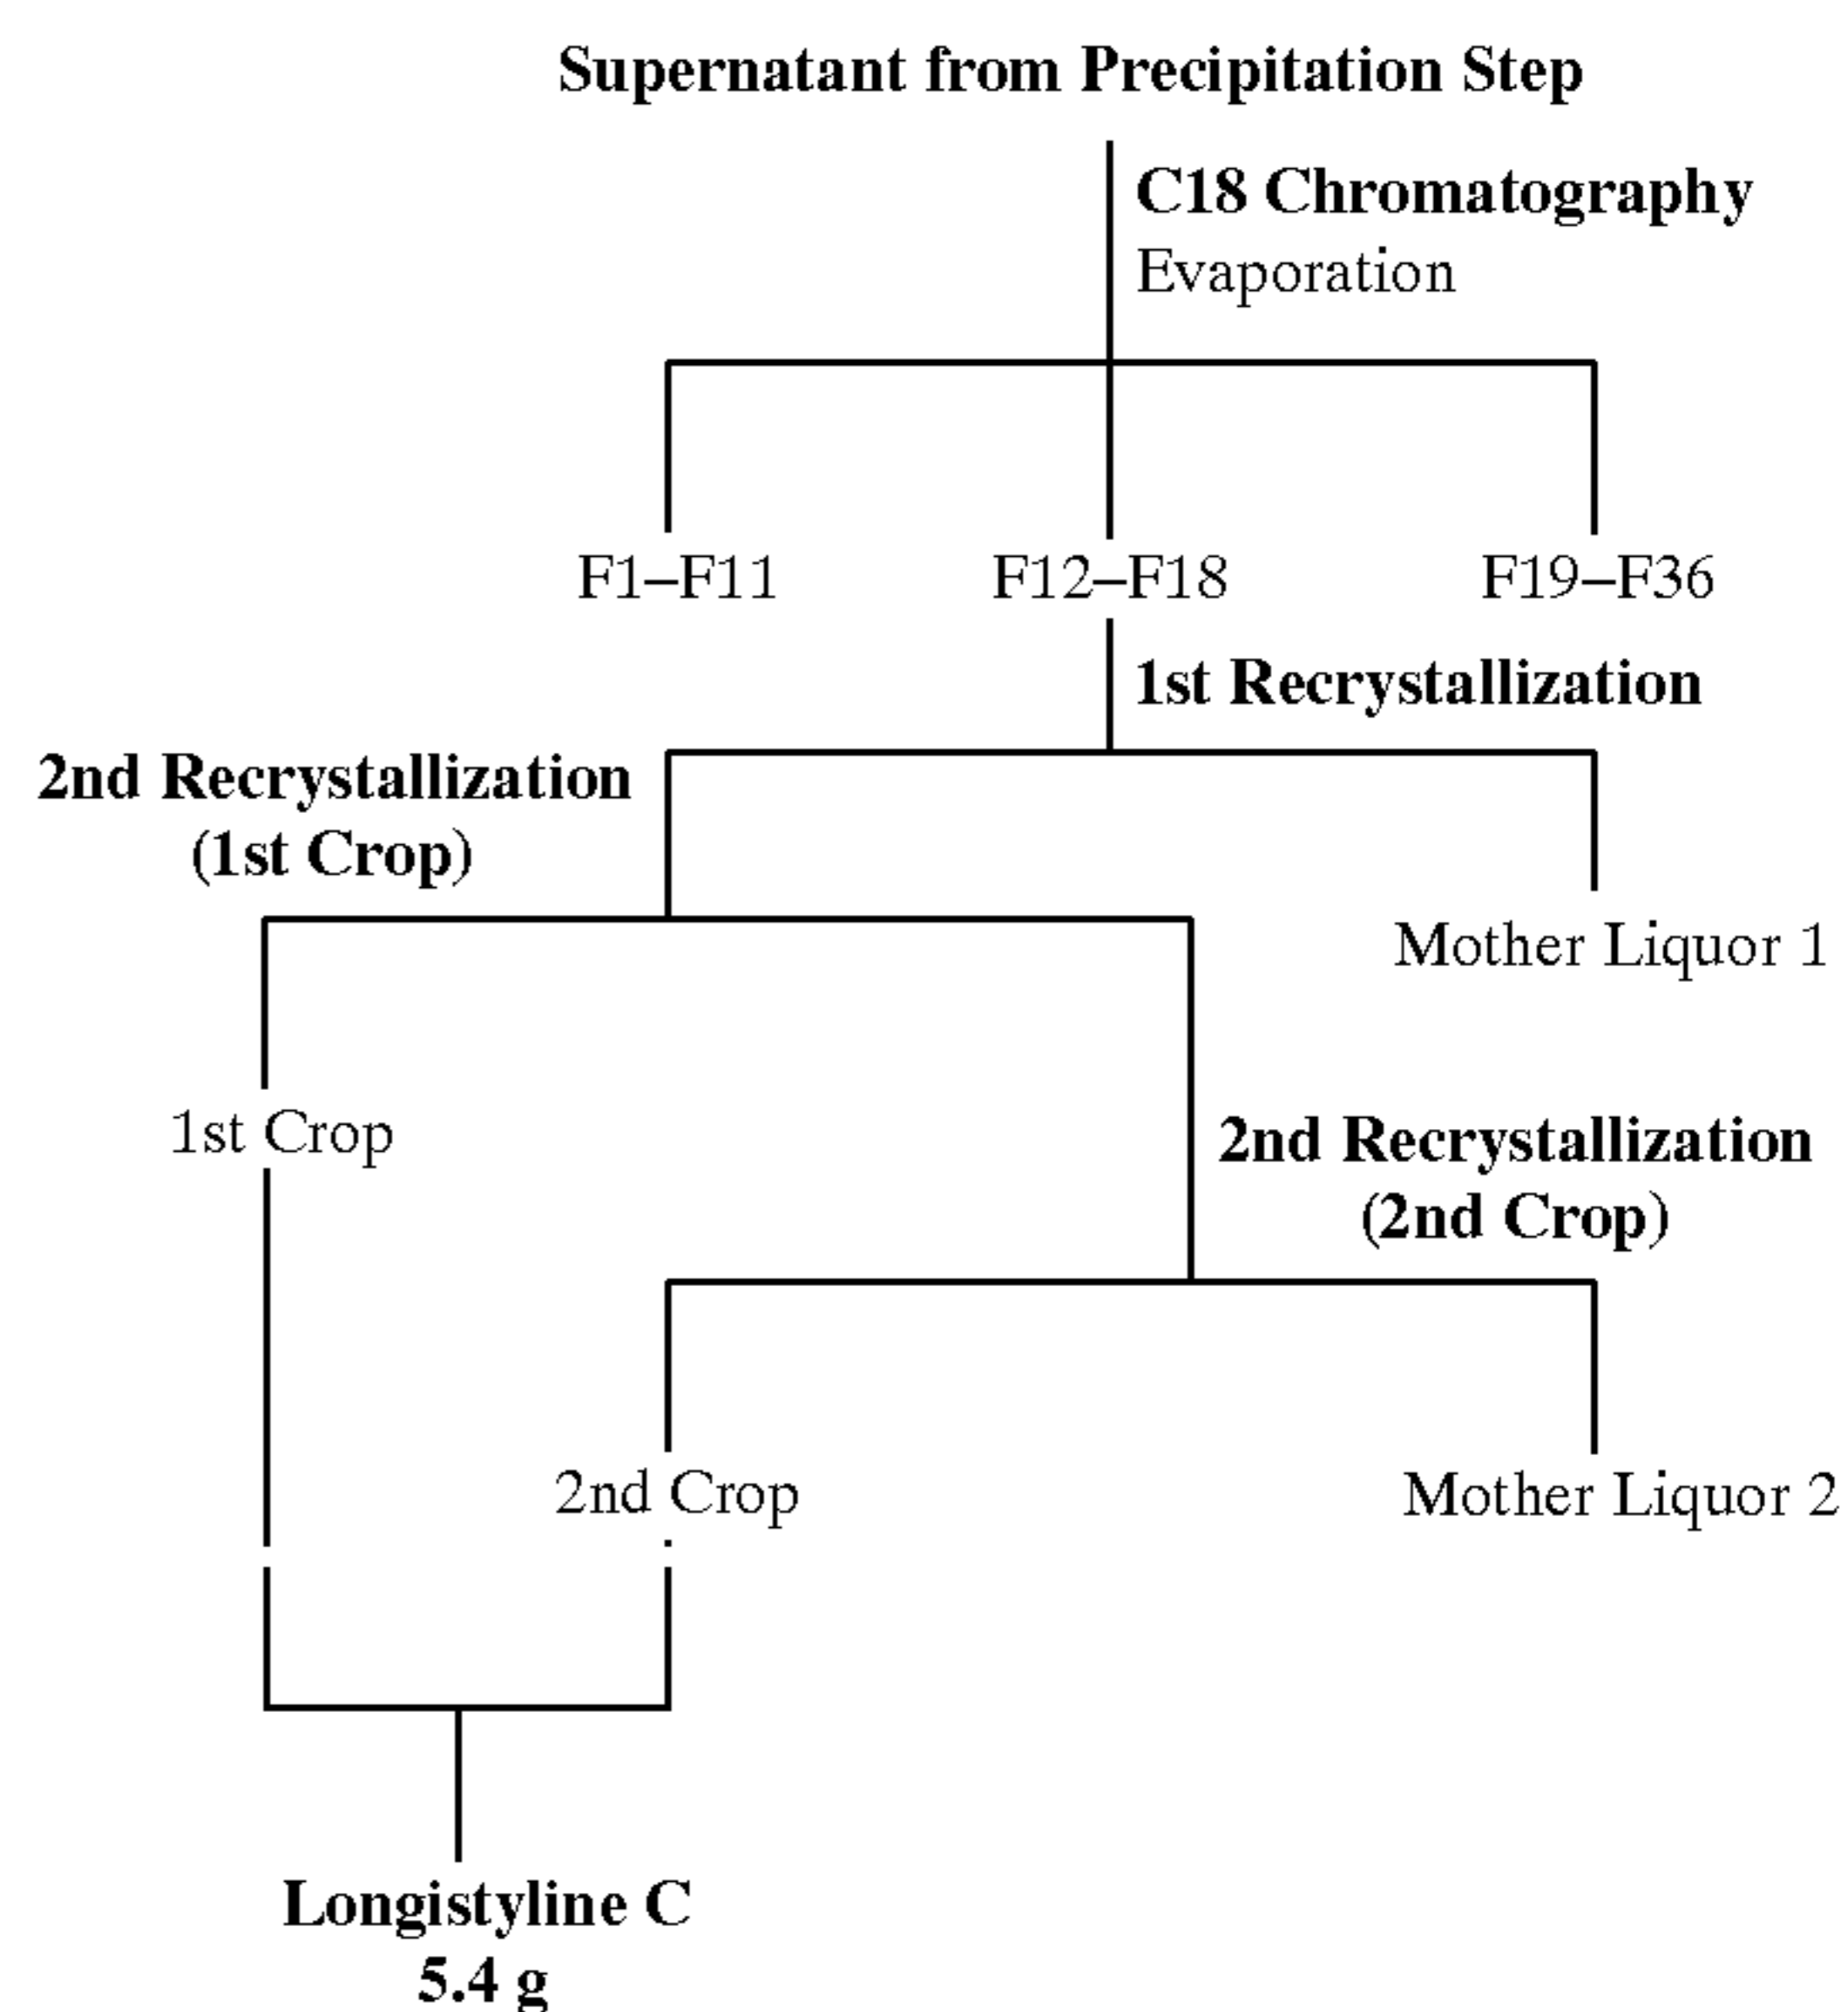 Supernatant from Precipitation Step
C18 Chromatography
Evaporation
F1–F11
F12–F18
F19–F36
1st Recrystallization
2nd Recrystallization
(1st Crop)
Mother Liquor 1
1st Crop
2nd Recrystallization
(2nd Crop)
2nd Crop
Mother Liquor 2
Longistyline C
5.4 g